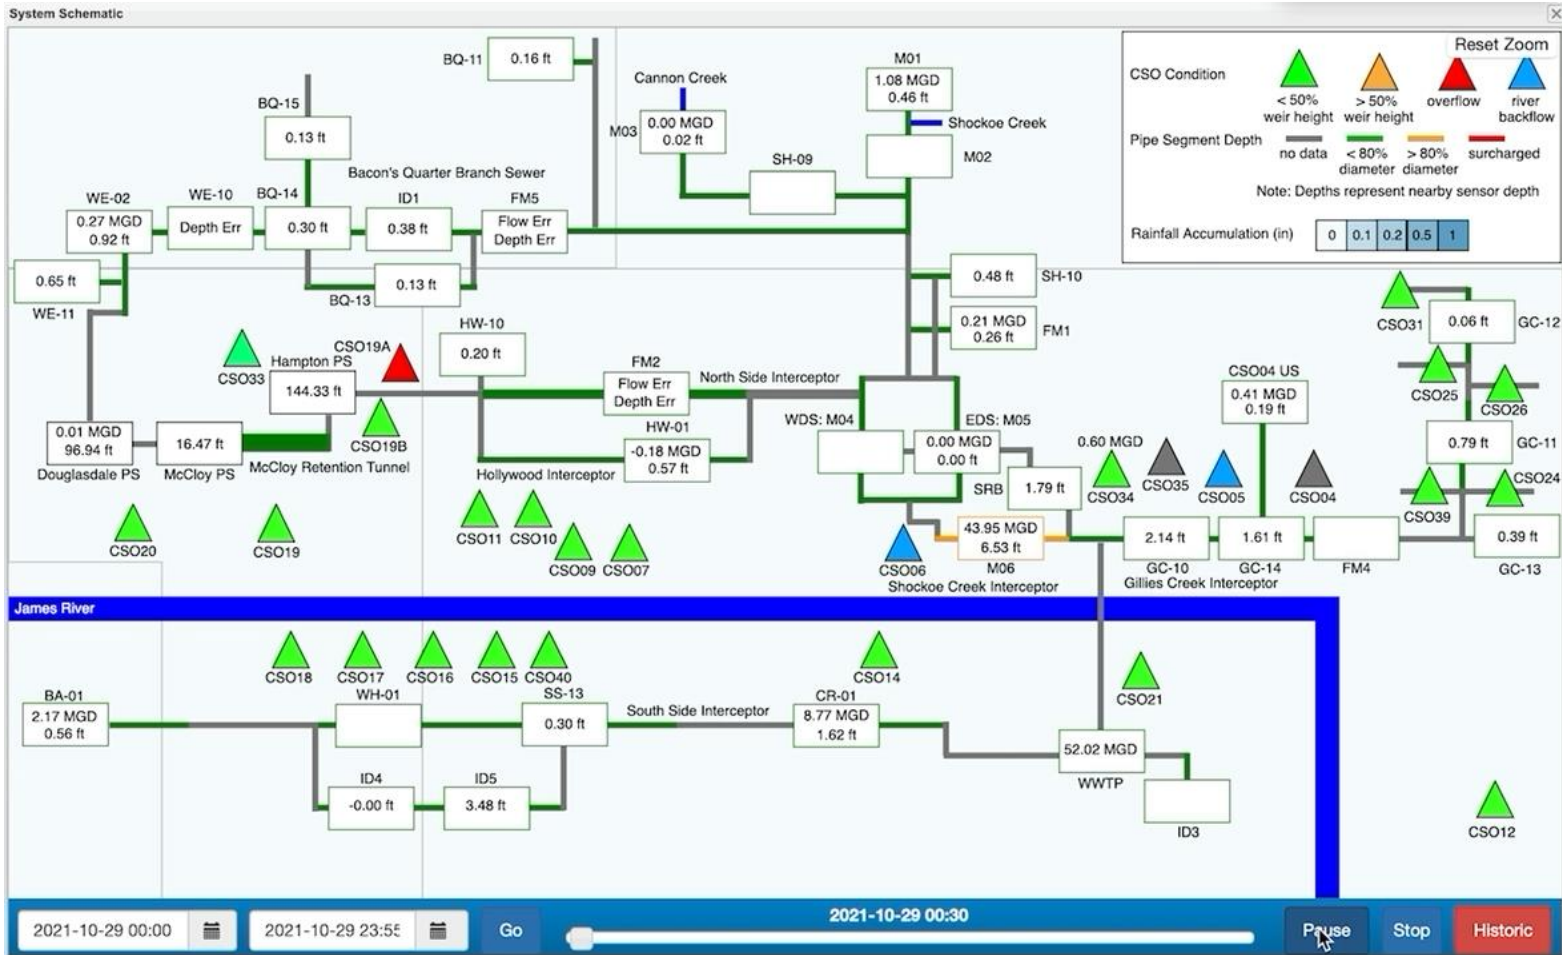 System Schematic
BQ-11
0.16 ft
BQ-15
0.13 ft
Bacon's Quarter Branch Sewer
WE-02
0.27 MGD
0.92 ft
WE-10
Depth Err
BQ-14
0.30 ft
ID1
0.38 ft
FM5
Flow Err
Depth Err
0.65 ft
WE-11
BQ-13
0.13 ft
Cannon Creek
M03
0.00 MGD
0.02 ft
SH-09
M01
1.08 MGD
0.46 ft
Shockoe Creek
M02
Reset Zoom
CSO Condition
< 50%
weir height
> 50%
weir height
overflow
river
backflow
Pipe Segment Depth
no data
< 80%
diameter
> 80%
diameter
surcharged
Note: Depths represent nearby sensor depth
Rainfall Accumulation (in)
0
0.1
0.2
0.5
1
0.48 ft
SH-10
0.21 MGD
0.26 ft
FM1
CSO33
Hampton PS
144.33 ft
CSO19A
CSO19B
HW-10
0.20 ft
FM2
Flow Err
Depth Err
North Side Interceptor
HW-01
-0.18 MGD
0.57 ft
Hollywood Interceptor
0.01 MGD
96.94 ft
Douglasdale PS
16.47 ft
McCloy PS
McCloy Retention Tunnel
WDS: M04
EDS: M05
0.00 MGD
0.00 ft
SRB
1.79 ft
0.60 MGD
CSO34
CSO35
CSO05
CSO04
CSO04 US
0.41 MGD
0.19 ft
CSO31
0.06 ft
GC-12
CSO25
CSO26
0.79 ft
GC-11
CSO39
CSO24
CSO20
CSO19
CSO11
CSO10
CSO09
CSO07
CSO06
43.95 MGD
6.53 ft
M06
Shockoe Creek Interceptor
2.14 ft
GC-10
1.61 ft
GC-14
FM4
0.39 ft
GC-13
Gillies Creek Interceptor
James River
CSO18
CSO17
CSO16
CSO15
CSO40
CSO14
CSO21
BA-01
2.17 MGD
0.56 ft
WH-01
SS-13
0.30 ft
South Side Interceptor
CR-01
8.77 MGD
1.62 ft
ID4
-0.00 ft
ID5
3.48 ft
52.02 MGD
WWTP
ID3
CSO12
2021-10-29 00:00
2021-10-29 23:55
Go
2021-10-29 00:30
Pause
Stop
Historic